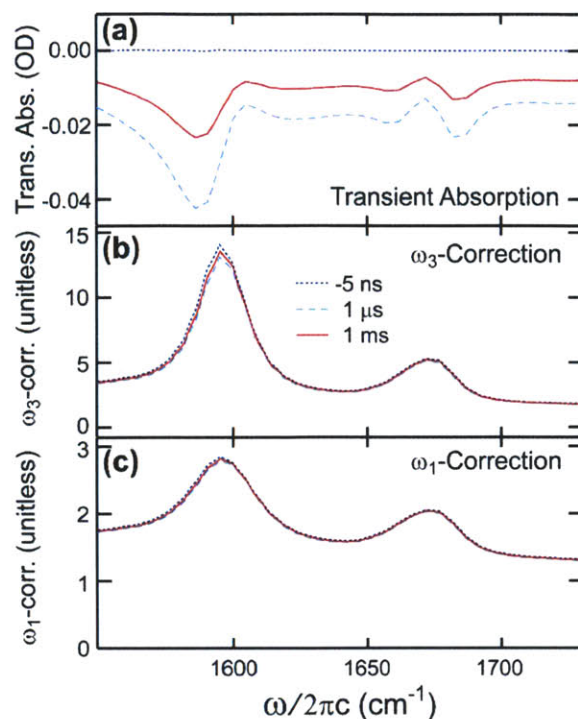 (a)
Trans. Abs. (OD)
0.00
-0.02
-0.04
Transient Absorption
(b)
ω₃-Correction
ω₃-corr. (unitless)
15
10
5
0
-5 ns
1 μs
1 ms
(c)
ω₁-Correction
ω₁-corr. (unitless)
3
2
1
0
1600
1650
1700
ω/2πc (cm⁻¹)